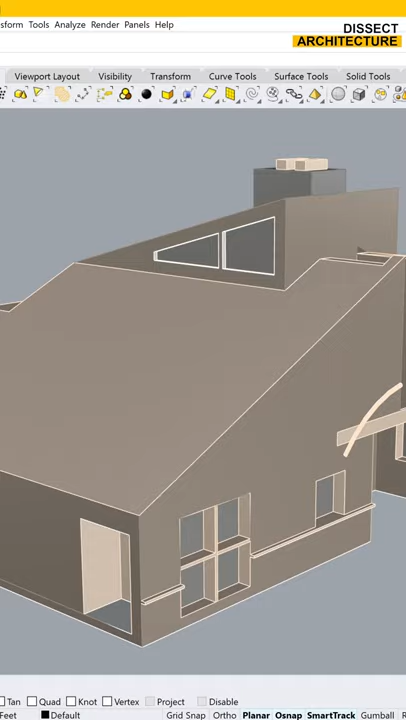 sform Tools Analyze Render Panels Help
DISSECT
ARCHITECTURE
Viewport Layout Visibility Transform Curve Tools Surface Tools Solid Tools
Tan Quad Knot Vertex Project Disable
Feet Default Grid Snap Ortho Planar Osnap SmartTrack Gumball R